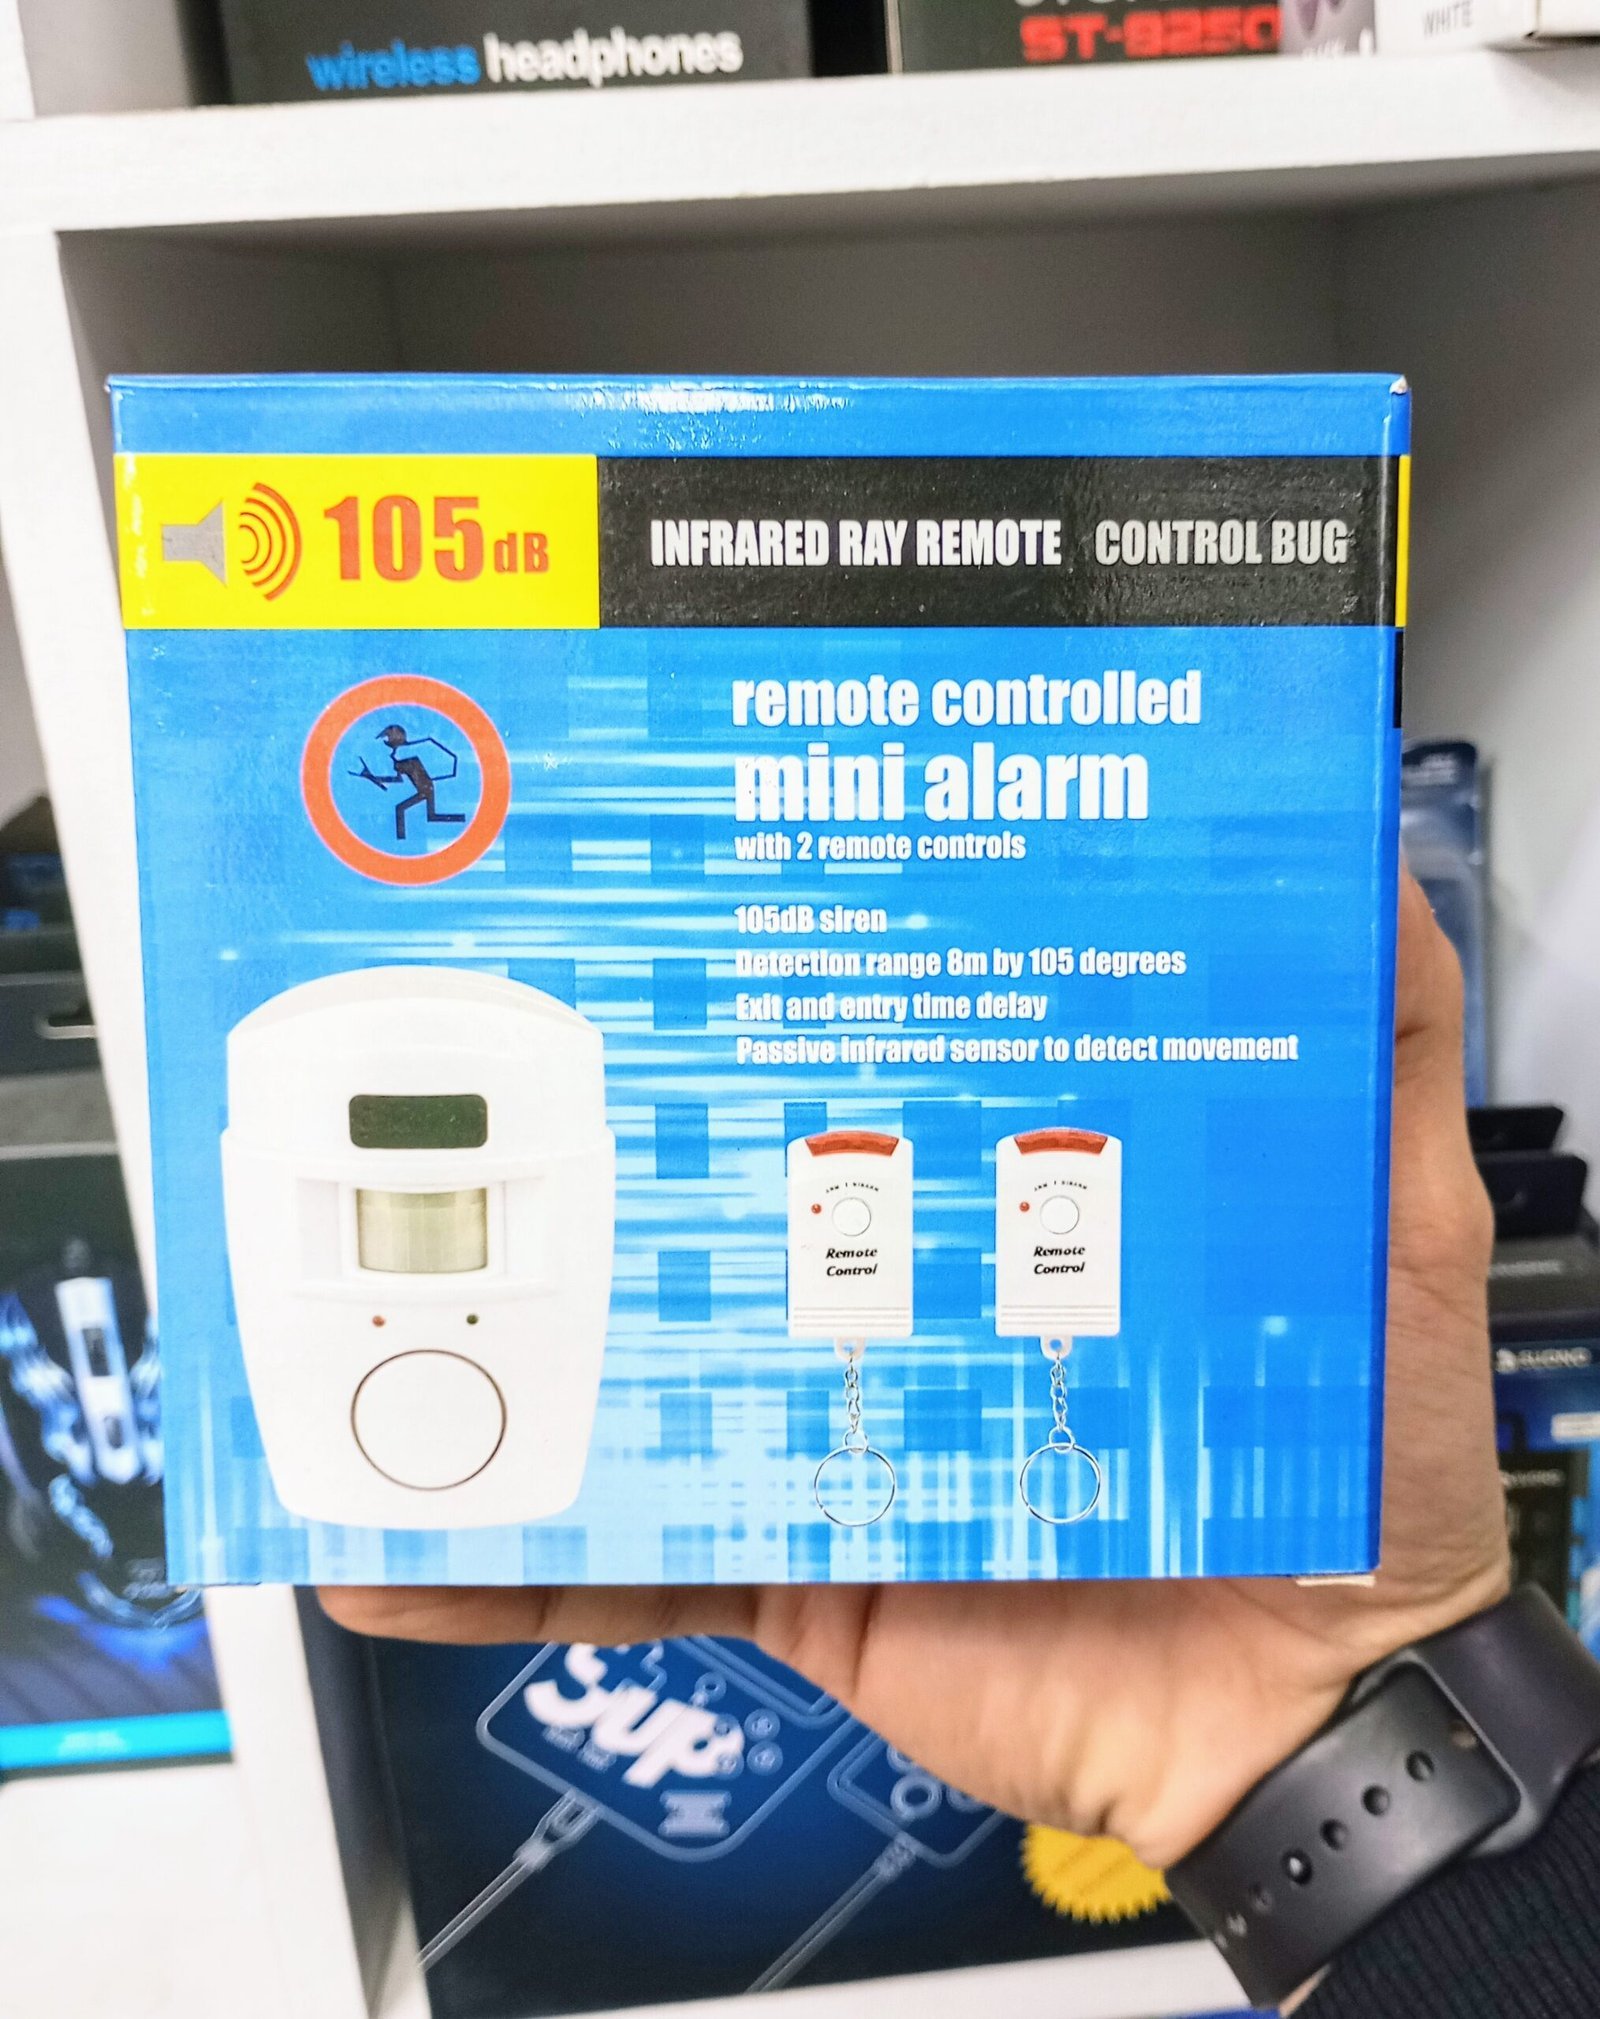 wireless headphones
ST-9250
WHITE
105dB
INFRARED RAY REMOTE CONTROL BUG
remote controlled
mini alarm
with 2 remote controls
105dB siren
Detection range 8m by 105 degrees
Exit and entry time delay
Passive infrared sensor to detect movement
Remote
Control
Remote
Control
Sup